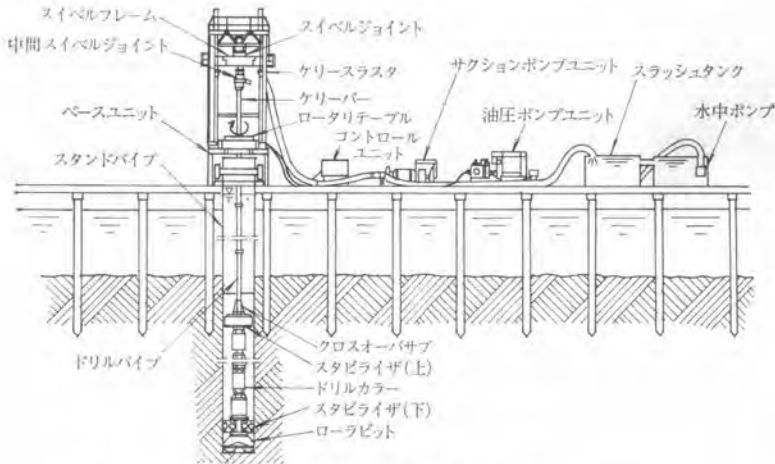 スイベルフレーム
スイベルジョイント
中間スイベルジョイント
ケリースラスタ
サクションポンプユニット
スラッシュタンク
ケリーバー
ベースユニット
ロータリテーブル
油圧ポンプユニット
水中ポンプ
コントロール
ユニット
スタンドパイプ
ドリルパイプ
クロスオーバサブ
スタビライザ(上)
ドリルカラー
スタビライザ(下)
ローラビット